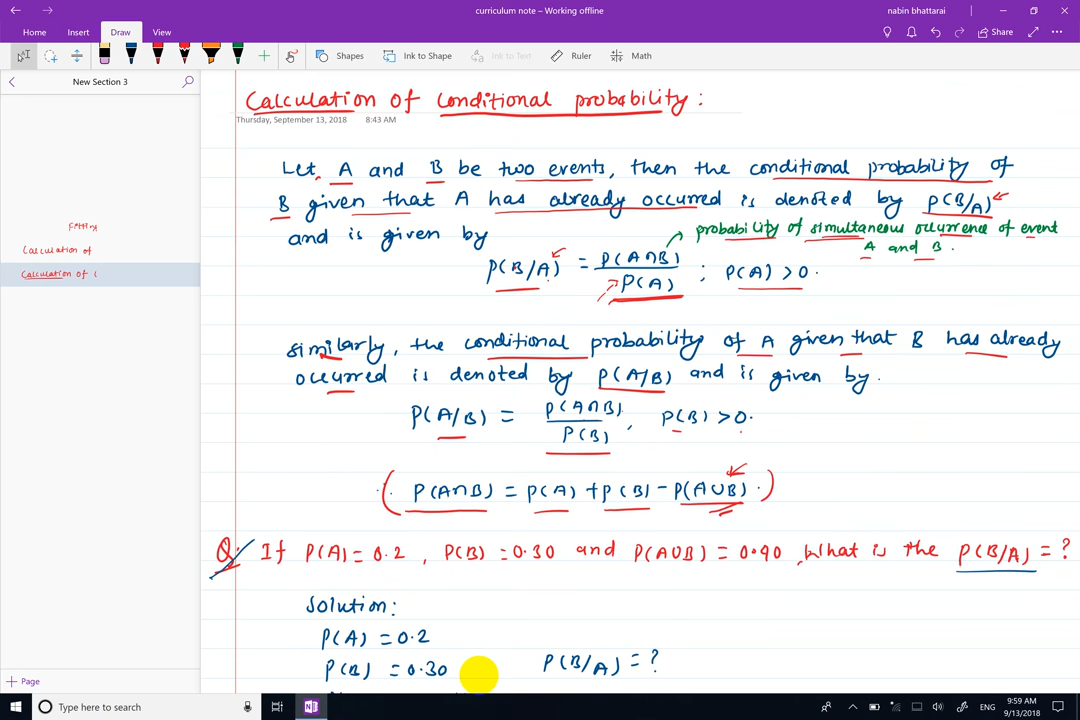 curriculum note – Working offline
nabin bhattarai
Home Insert Draw View
Share
Shapes Ink to Shape Ink to Text Ruler Math
New Section 3
Calculation of conditional probability:
Thursday, September 13, 2018 8:43 AM
Let, A and B be two events, then the conditional probability of
B given that A has already occurred is denoted by P(B/A)
and is given by
probability of simultaneous occurrence of event
A and B.
P(B/A) = P(A∩B) / P(A) ; P(A) > 0.
Calculation of
Calculation of (
similarly, the conditional probability of A given that B has already
occurred is denoted by P(A/B) and is given by.
P(A/B) = P(A∩B) / P(B) , P(B) > 0.
(P(A∩B) = P(A) + P(B) - P(A∪B).)
Q: If P(A) = 0.2, P(B) = 0.30 and P(A∪B) = 0.40, What is the P(B/A) = ?
Solution:
P(A) = 0.2
P(B) = 0.30 P(B/A) = ?
Page
Type here to search
ENG
9:59 AM
9/13/2018